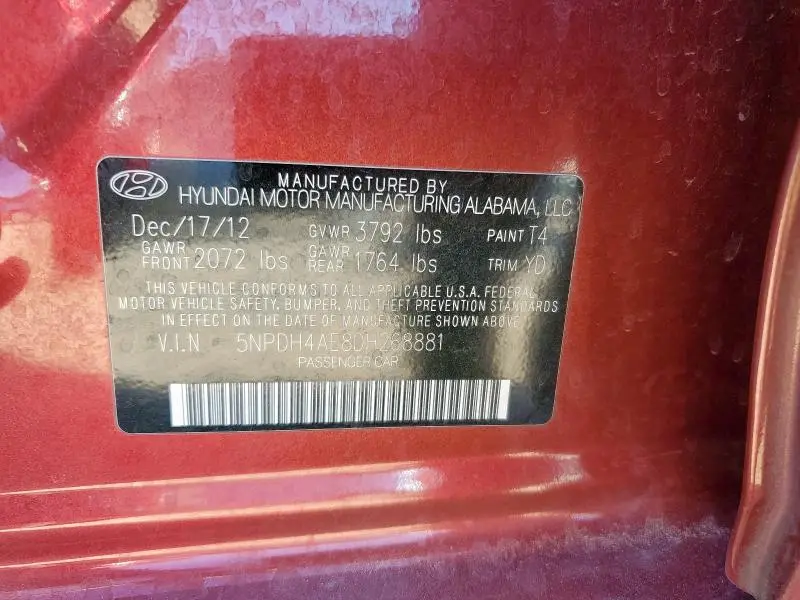 MANUFACTURED BY
HYUNDAI MOTOR MANUFACTURING ALABAMA, LLC
Dec/17/12 GVWR 3792 lbs PAINT T4
GAWR FRONT 2072 lbs GAWR REAR 1764 lbs TRIM YD
THIS VEHICLE CONFORMS TO ALL APPLICABLE U.S.A. FEDERAL
MOTOR VEHICLE SAFETY, BUMPER, AND THEFT PREVENTION STANDARDS
IN EFFECT ON THE DATE OF MANUFACTURE SHOWN ABOVE.
V.I.N 5NPDH4AE8DH268881
PASSENGER CAR